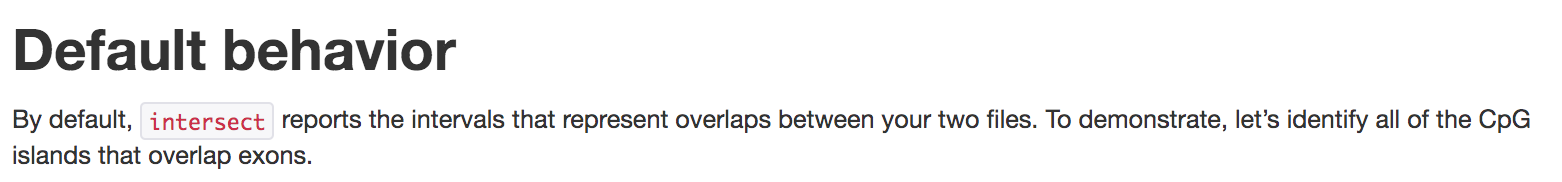 Default behavior
By default, intersect reports the intervals that represent overlaps between your two files. To demonstrate, let’s identify all of the CpG
islands that overlap exons.